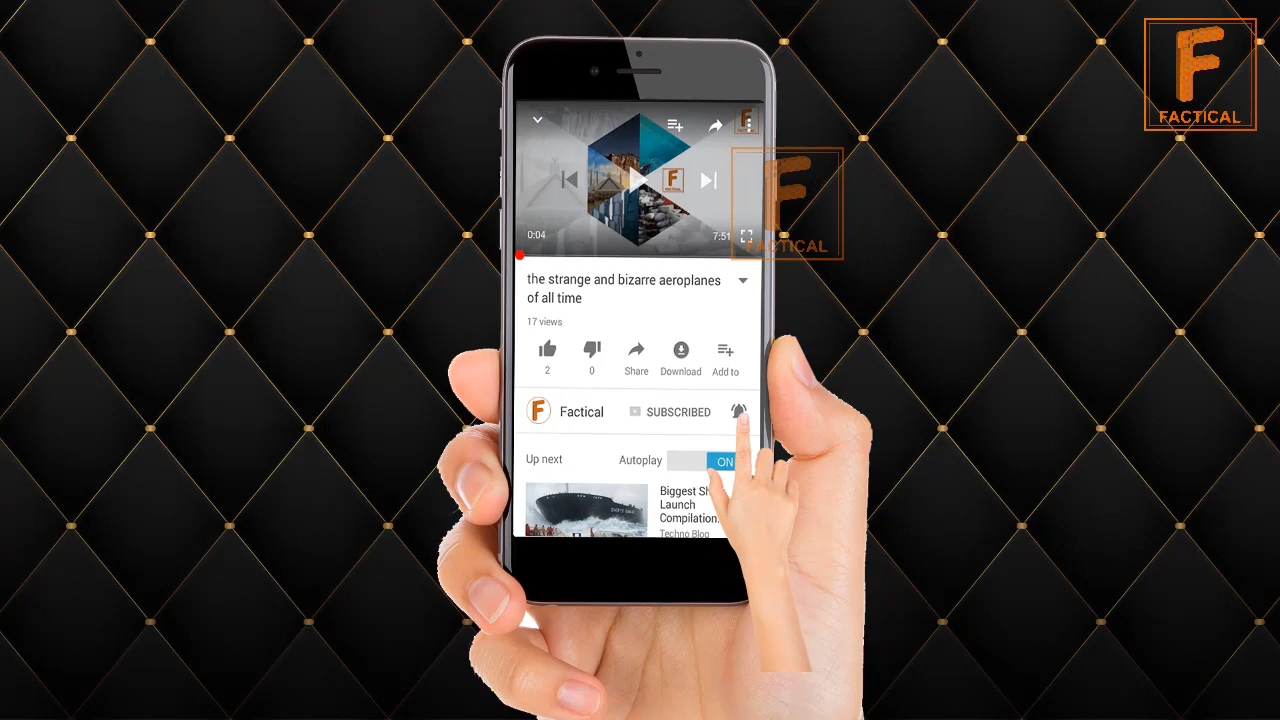 F
FACTICAL
F
FACTICAL
F
F
FACTICAL
0:04
7:51
the strange and bizarre aeroplanes
of all time
17 views
2
0
Share
Download
Add to
F
Factical
SUBSCRIBED
Up next
Autoplay
ON
Biggest Sh
Launch
Compilation.
Techno Blog